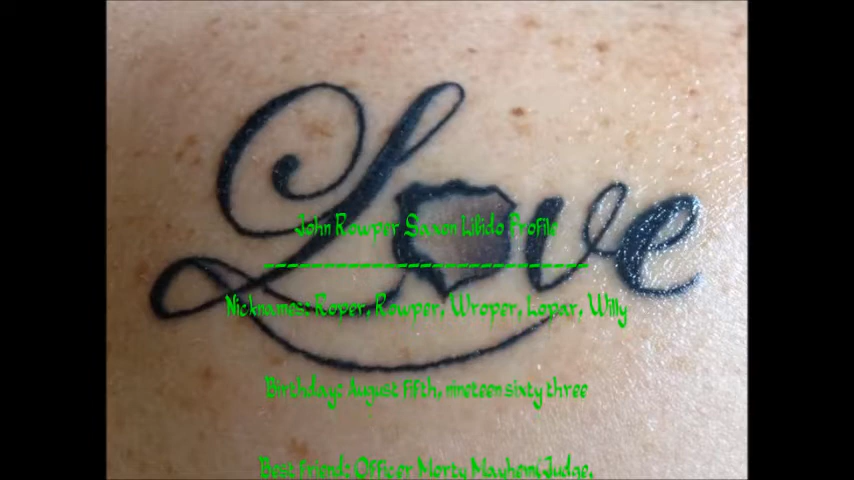 Love
John Rowper Saxon Libido Profile
------------------------------
Nicknames: Roper, Rowper, Wroper, Lopar, Willy
Birthday: August fifth, nineteen sixty three
Best friend: Officer Morty Mayhem Judge.